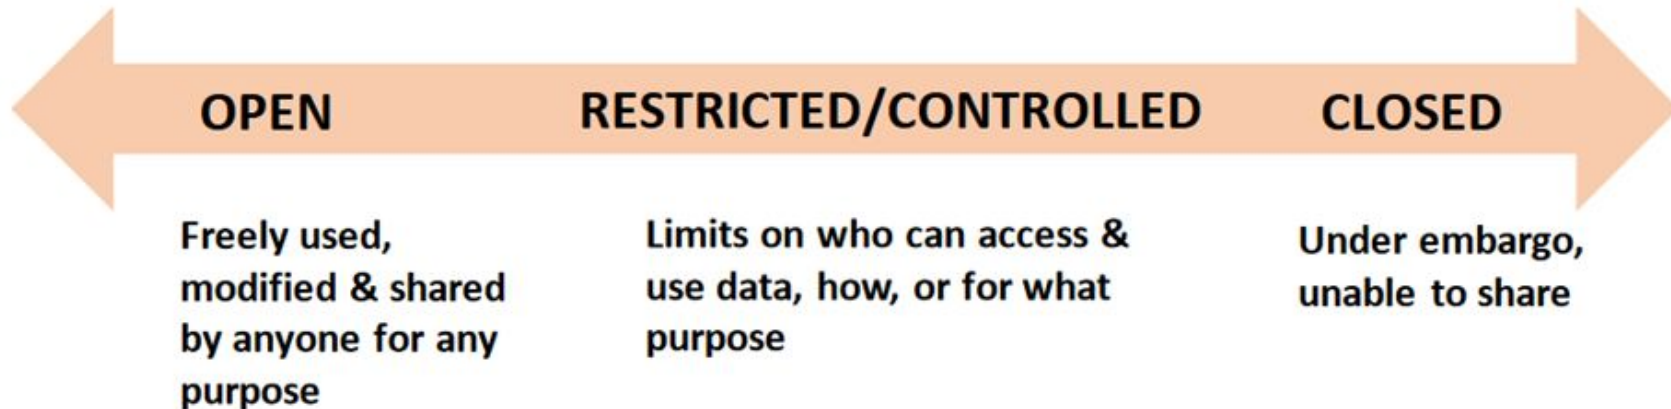 OPEN
RESTRICTED/CONTROLLED
CLOSED
Freely used,
modified & shared
by anyone for any
purpose
Limits on who can access &
use data, how, or for what
purpose
Under embargo,
unable to share